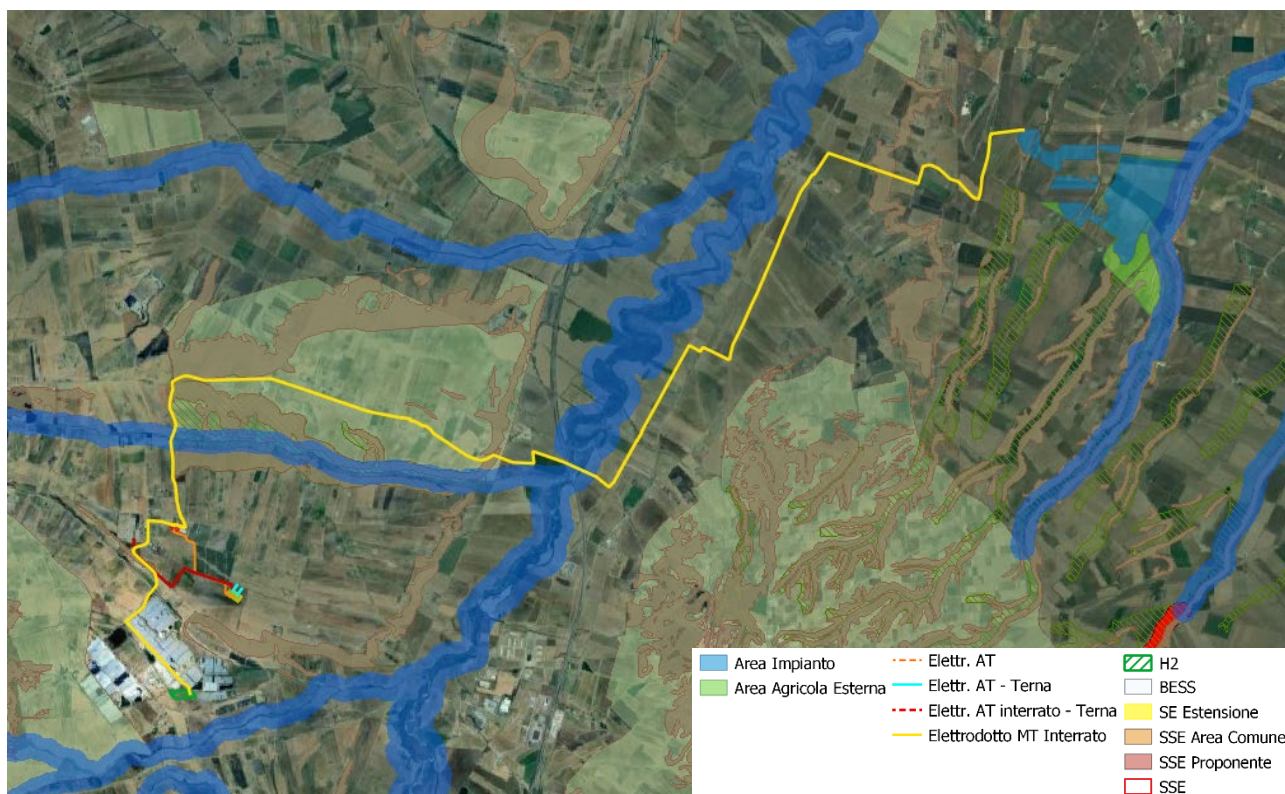 Area Impianto
Area Agricola Esterna
Elettr. AT
Elettr. AT - Terna
Elettr. AT interrato - Terna
Elettrodotto MT Interrato
H2
BESS
SE Estensione
SSE Area Comune
SSE Proponente
SSE